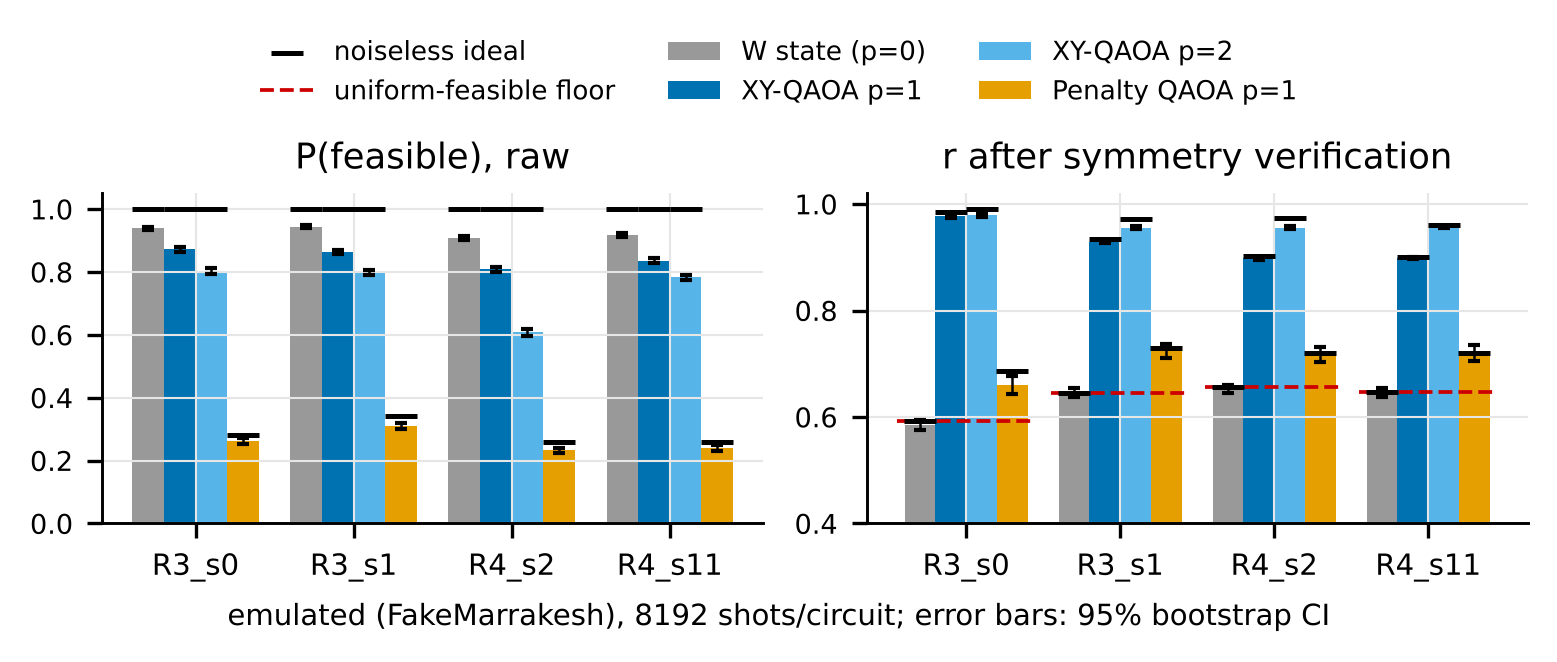 noiseless ideal
uniform-feasible floor
W state (p=0)
XY-QAOA p=1
XY-QAOA p=2
Penalty QAOA p=1
P(feasible), raw
1.0
0.8
0.6
0.4
0.2
0.0
R3_s0 R3_s1 R4_s2 R4_s11
r after symmetry verification
1.0
0.8
0.6
0.4
R3_s0 R3_s1 R4_s2 R4_s11
emulated (FakeMarrakesh), 8192 shots/circuit; error bars: 95% bootstrap CI